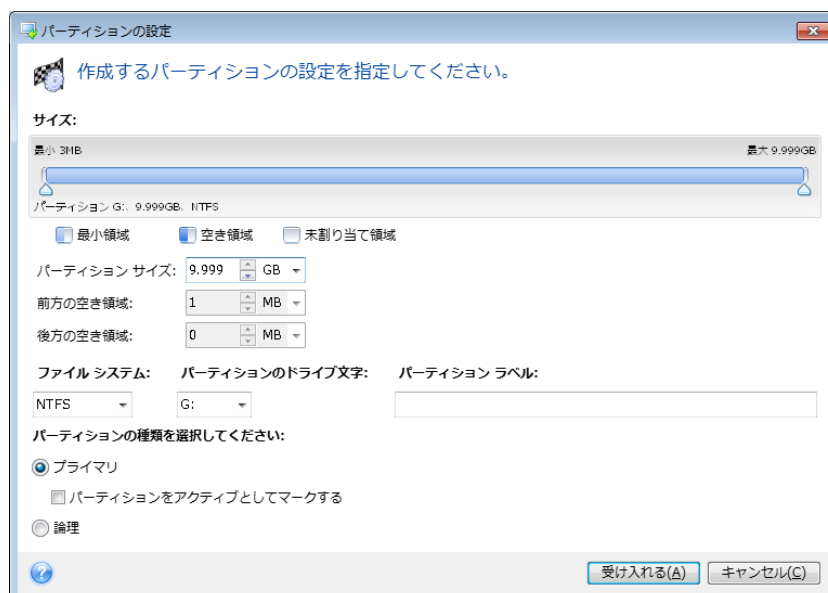 パーティションの設定
作成するパーティションの設定を指定してください。
サイズ:
最小 3MB 最大 9.999GB
パーティション G:、9.999GB、NTFS
最小領域 空き領域 未割り当て領域
パーティション サイズ: 9.999 GB
前方の空き領域: 1 MB
後方の空き領域: 0 MB
ファイル システム: パーティションのドライブ文字: パーティション ラベル:
NTFS G:
パーティションの種類を選択してください:
プライマリ
パーティションをアクティブとしてマークする
論理
? 受け入れる(A) キャンセル(C)